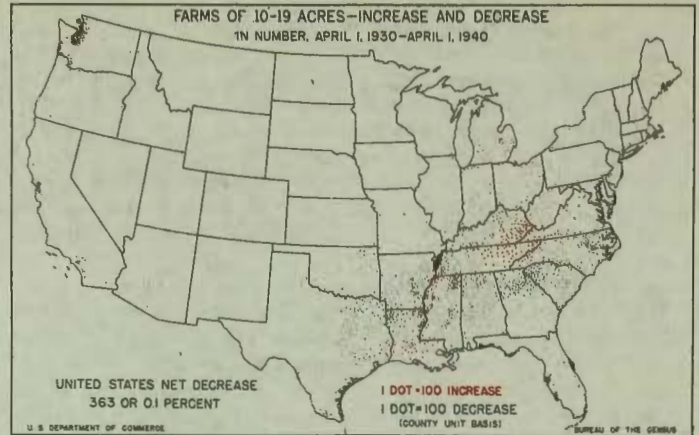 FARMS OF 10-19 ACRES—INCREASE AND DECREASE
IN NUMBER, APRIL 1, 1930—APRIL 1, 1940
UNITED STATES NET DECREASE
363 OR 0.1 PERCENT
1 DOT=100 INCREASE
1 DOT=100 DECREASE
(COUNTY UNIT BASIS)
U. S. DEPARTMENT OF COMMERCE
BUREAU OF THE CENSUS